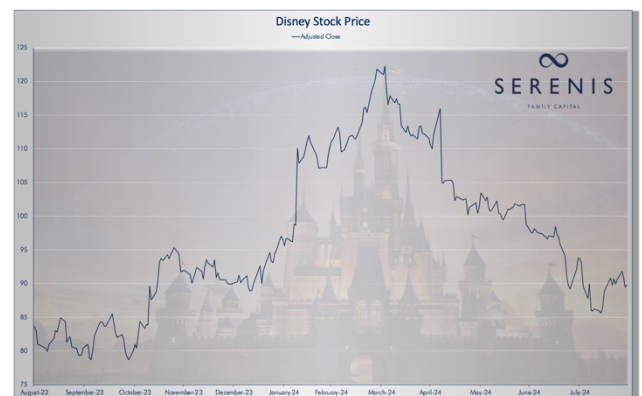 Disney Stock Price
Adjusted Close
125
120
115
110
105
100
95
90
85
80
75
SERENIS
FAMILY CAPITAL
August-23 September-23 October-23 November-23 December-23 January-24 February-24 March-24 April-24 May-24 June-24 July-24